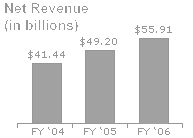 Net Revenue
(in billions)
$55.91
$49.20
$41.44
FY '04 FY '05 FY '06